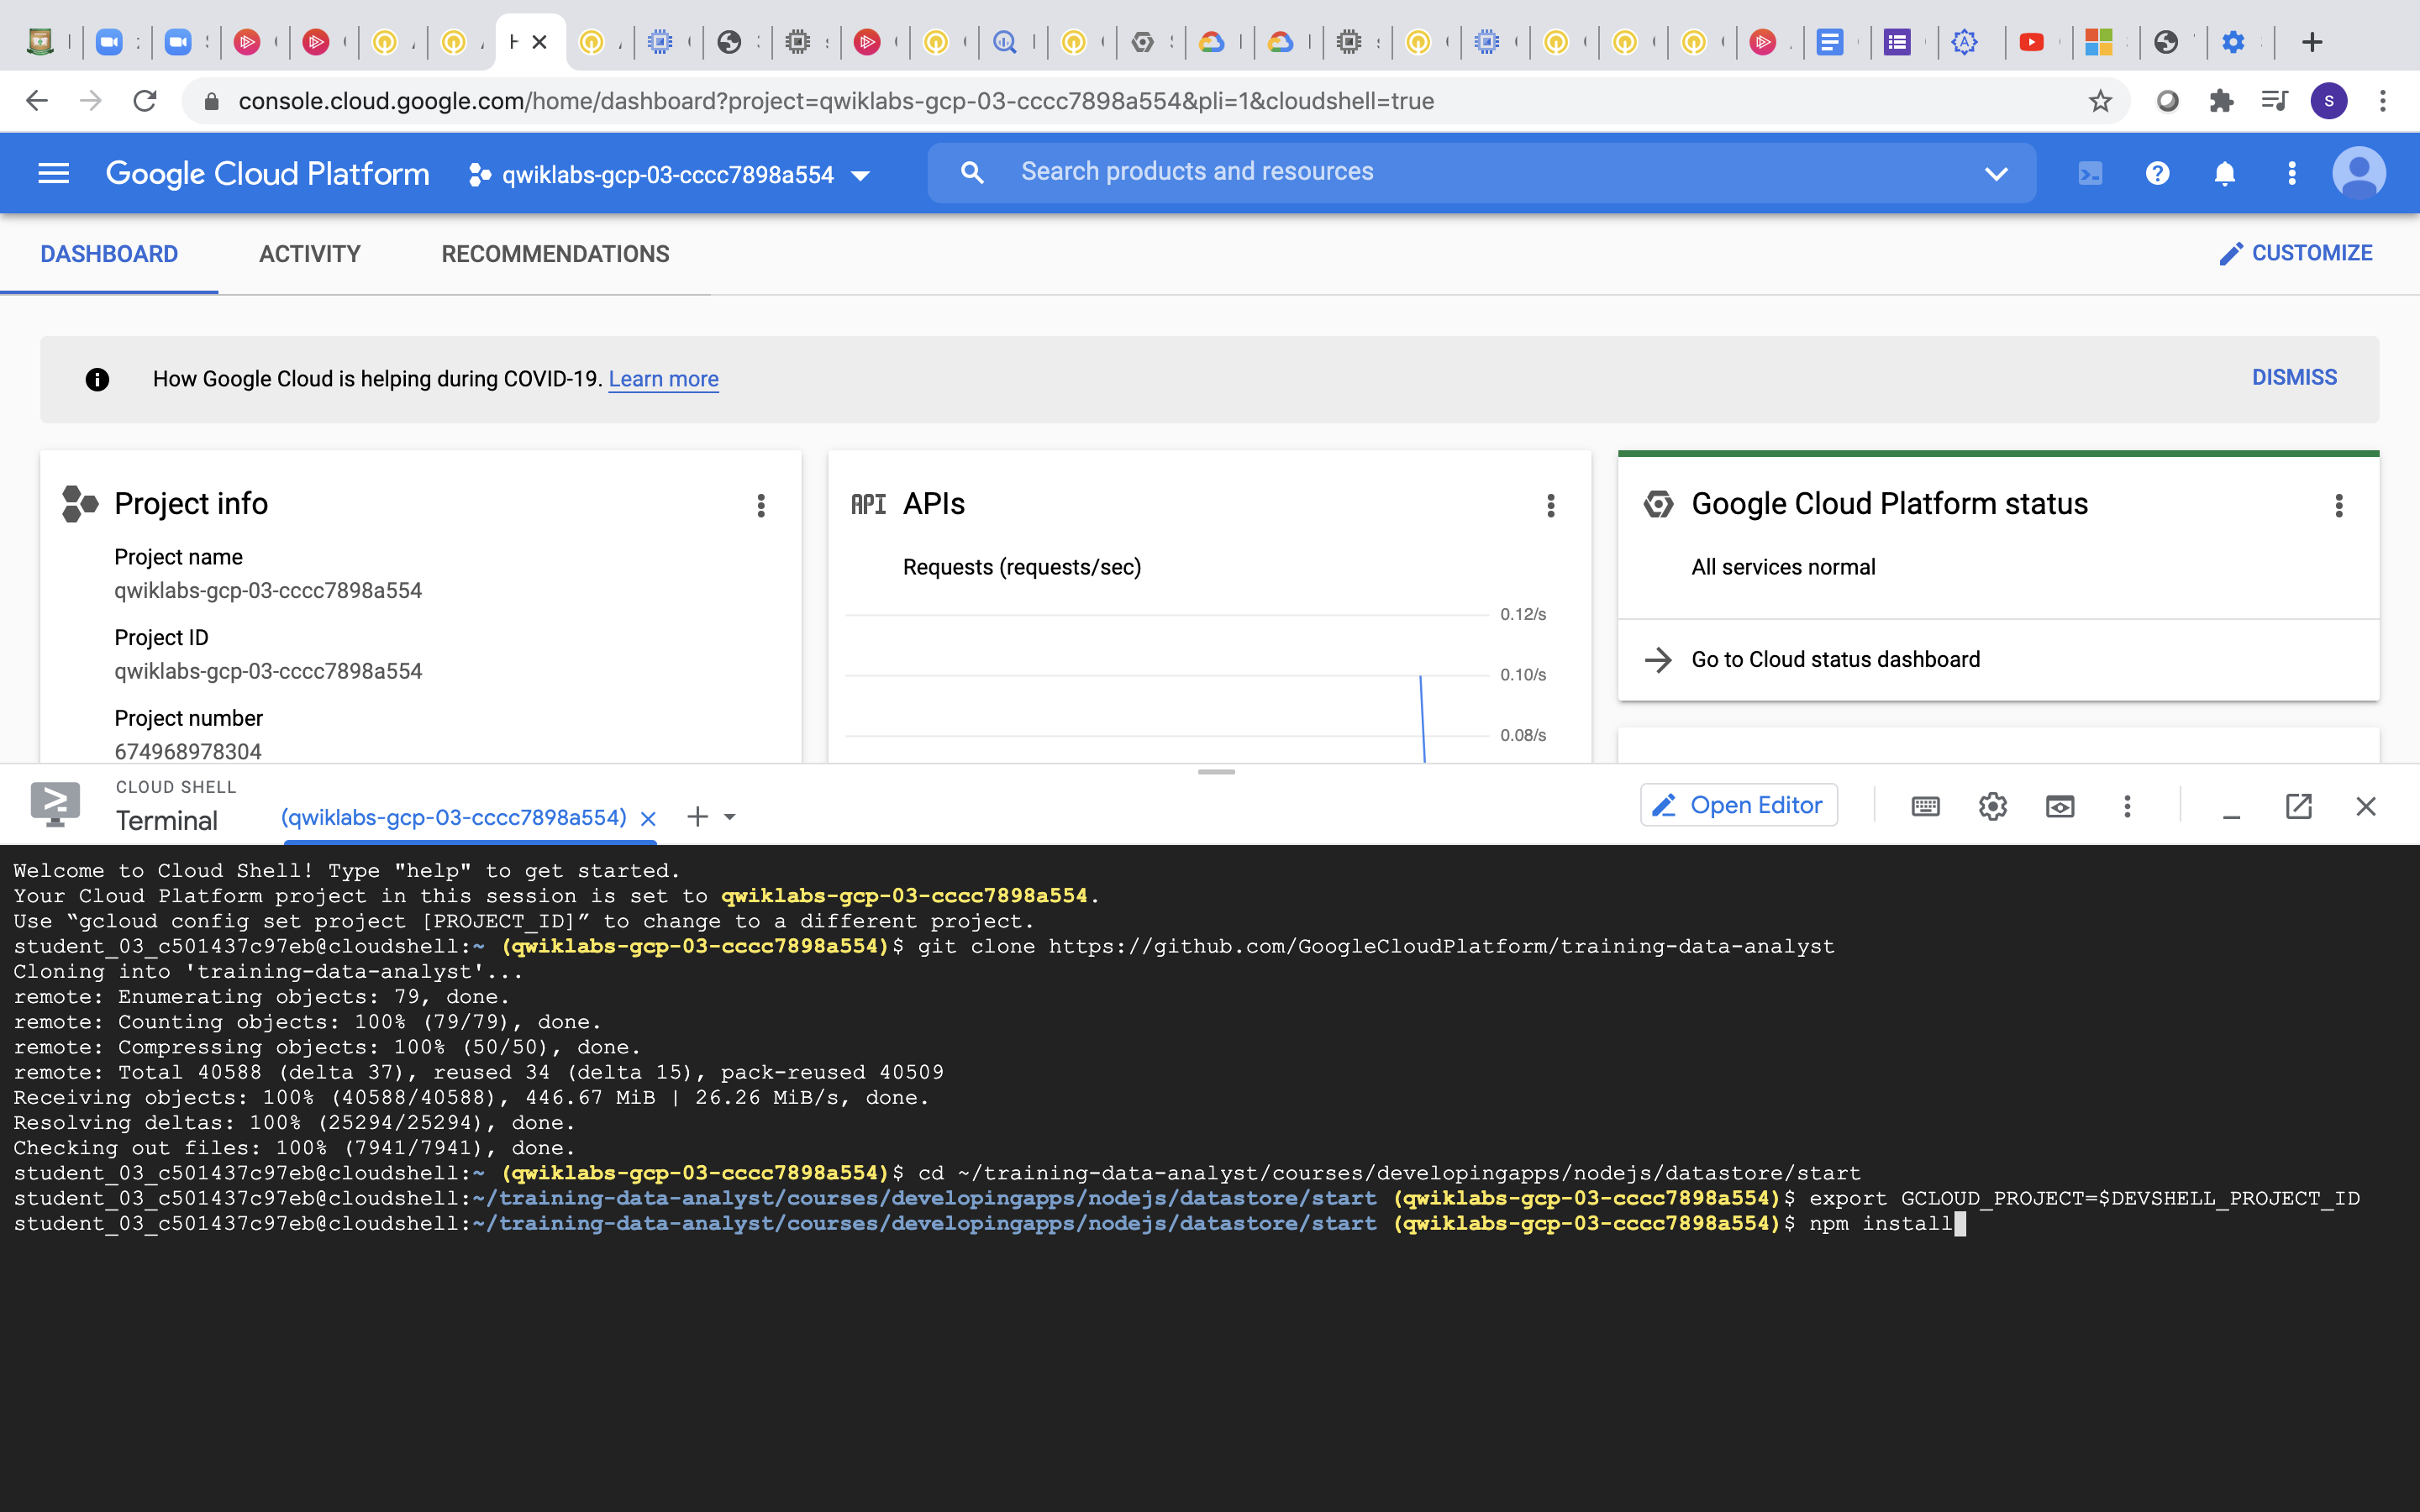 console.cloud.google.com/home/dashboard?project=qwiklabs-gcp-03-cccc7898a554&pli=1&cloudshell=true
S
Google Cloud Platform
qwiklabs-gcp-03-cccc7898a554
Search products and resources
DASHBOARD
ACTIVITY
RECOMMENDATIONS
CUSTOMIZE
How Google Cloud is helping during COVID-19. Learn more
DISMISS
Project info
Project name
qwiklabs-gcp-03-cccc7898a554
Project ID
qwiklabs-gcp-03-cccc7898a554
Project number
674968978304
API APIs
Requests (requests/sec)
0.12/s
0.10/s
0.08/s
Google Cloud Platform status
All services normal
Go to Cloud status dashboard
CLOUD SHELL
Terminal
(qwiklabs-gcp-03-cccc7898a554)
Open Editor
Welcome to Cloud Shell! Type "help" to get started.
Your Cloud Platform project in this session is set to qwiklabs-gcp-03-cccc7898a554.
Use “gcloud config set project [PROJECT_ID]” to change to a different project.
student_03_c501437c97eb@cloudshell:~ (qwiklabs-gcp-03-cccc7898a554)$ git clone https://github.com/GoogleCloudPlatform/training-data-analyst
Cloning into 'training-data-analyst'...
remote: Enumerating objects: 79, done.
remote: Counting objects: 100% (79/79), done.
remote: Compressing objects: 100% (50/50), done.
remote: Total 40588 (delta 37), reused 34 (delta 15), pack-reused 40509
Receiving objects: 100% (40588/40588), 446.67 MiB | 26.26 MiB/s, done.
Resolving deltas: 100% (25294/25294), done.
Checking out files: 100% (7941/7941), done.
student_03_c501437c97eb@cloudshell:~ (qwiklabs-gcp-03-cccc7898a554)$ cd ~/training-data-analyst/courses/developingapps/nodejs/datastore/start
student_03_c501437c97eb@cloudshell:~/training-data-analyst/courses/developingapps/nodejs/datastore/start (qwiklabs-gcp-03-cccc7898a554)$ export GCLOUD_PROJECT=$DEVSHELL_PROJECT_ID
student_03_c501437c97eb@cloudshell:~/training-data-analyst/courses/developingapps/nodejs/datastore/start (qwiklabs-gcp-03-cccc7898a554)$ npm install